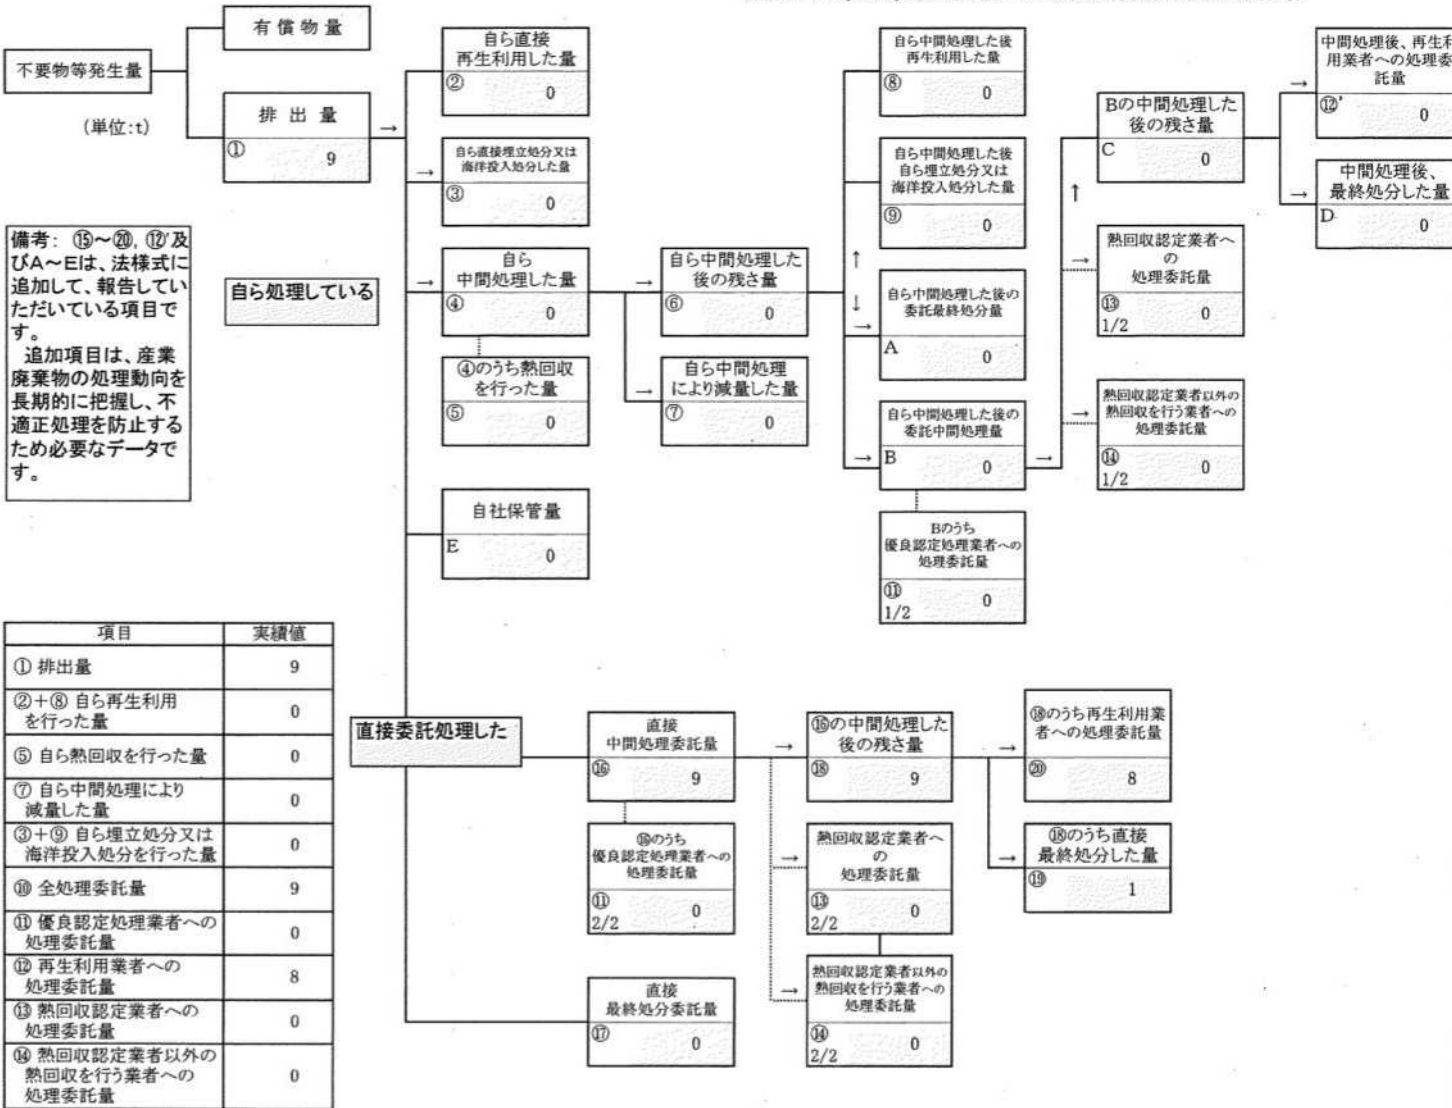 不要物等発生量
(単位:t)
有償物量
排出量
①
9
→
自ら直接
再生利用した量
②
0
→
自ら直接埋立処分又は
海洋投入処分した量
③
0
→
自ら
中間処理した量
④
0
④のうち熱回収
を行った量
⑤
0
→
自ら中間処理した
後の残さ量
⑥
0
→
自ら中間処理
により減量した量
⑦
0
自社保管量
E
0
自ら中間処理した後
再生利用した量
⑧
0
自ら中間処理した後
自ら埋立処分又は
海洋投入処分した量
⑨
0
↑
↓
→
自ら中間処理した後の
委託最終処分量
A
0
→
自ら中間処理した後の
委託中間処理量
B
0
→
Bのうち
優良認定処理業者への
処理委託量
⑪
1/2
0
Bの中間処理した
後の残さ量
C
0
↑
→
熱回収認定業者へ
の
処理委託量
⑬
1/2
0
→
熱回収認定業者以外の
熱回収を行う業者への
処理委託量
⑭
1/2
0
→
中間処理後、再生利
用業者への処理委
託量
⑫'
0
→
中間処理後、
最終処分した量
D
0
備考: ⑮～⑳, ⑫'及
びA～Eは、法様式に
追加して、報告してい
ただいている項目で
す。
追加項目は、産業
廃棄物の処理動向を
長期的に把握し、不
適正処理を防止する
ため必要なデータで
す。
自ら処理している
項目 実績値
① 排出量 9
②+⑧ 自ら再生利用
を行った量 0
⑤ 自ら熱回収を行った量 0
⑦ 自ら中間処理により
減量した量 0
③+⑨ 自ら埋立処分又は
海洋投入処分を行った量 0
⑩ 全処理委託量 9
⑪ 優良認定処理業者への
処理委託量 0
⑫ 再生利用業者への
処理委託量 8
⑬ 熱回収認定業者への
処理委託量 0
⑭ 熱回収認定業者以外の
熱回収を行う業者への
処理委託量 0
直接委託処理した
直接
中間処理委託量
⑯
9
⑯のうち
優良認定処理業者への
処理委託量
⑪
2/2
0
直接
最終処分委託量
⑰
0
→
⑯の中間処理した
後の残さ量
⑱
9
→
熱回収認定業者へ
の
処理委託量
⑬
2/2
0
→
熱回収認定業者以外の
熱回収を行う業者への
処理委託量
⑭
2/2
0
→
⑱のうち再生利用業
者への処理委託量
⑳
8
→
⑱のうち直接
最終処分した量
⑲
1